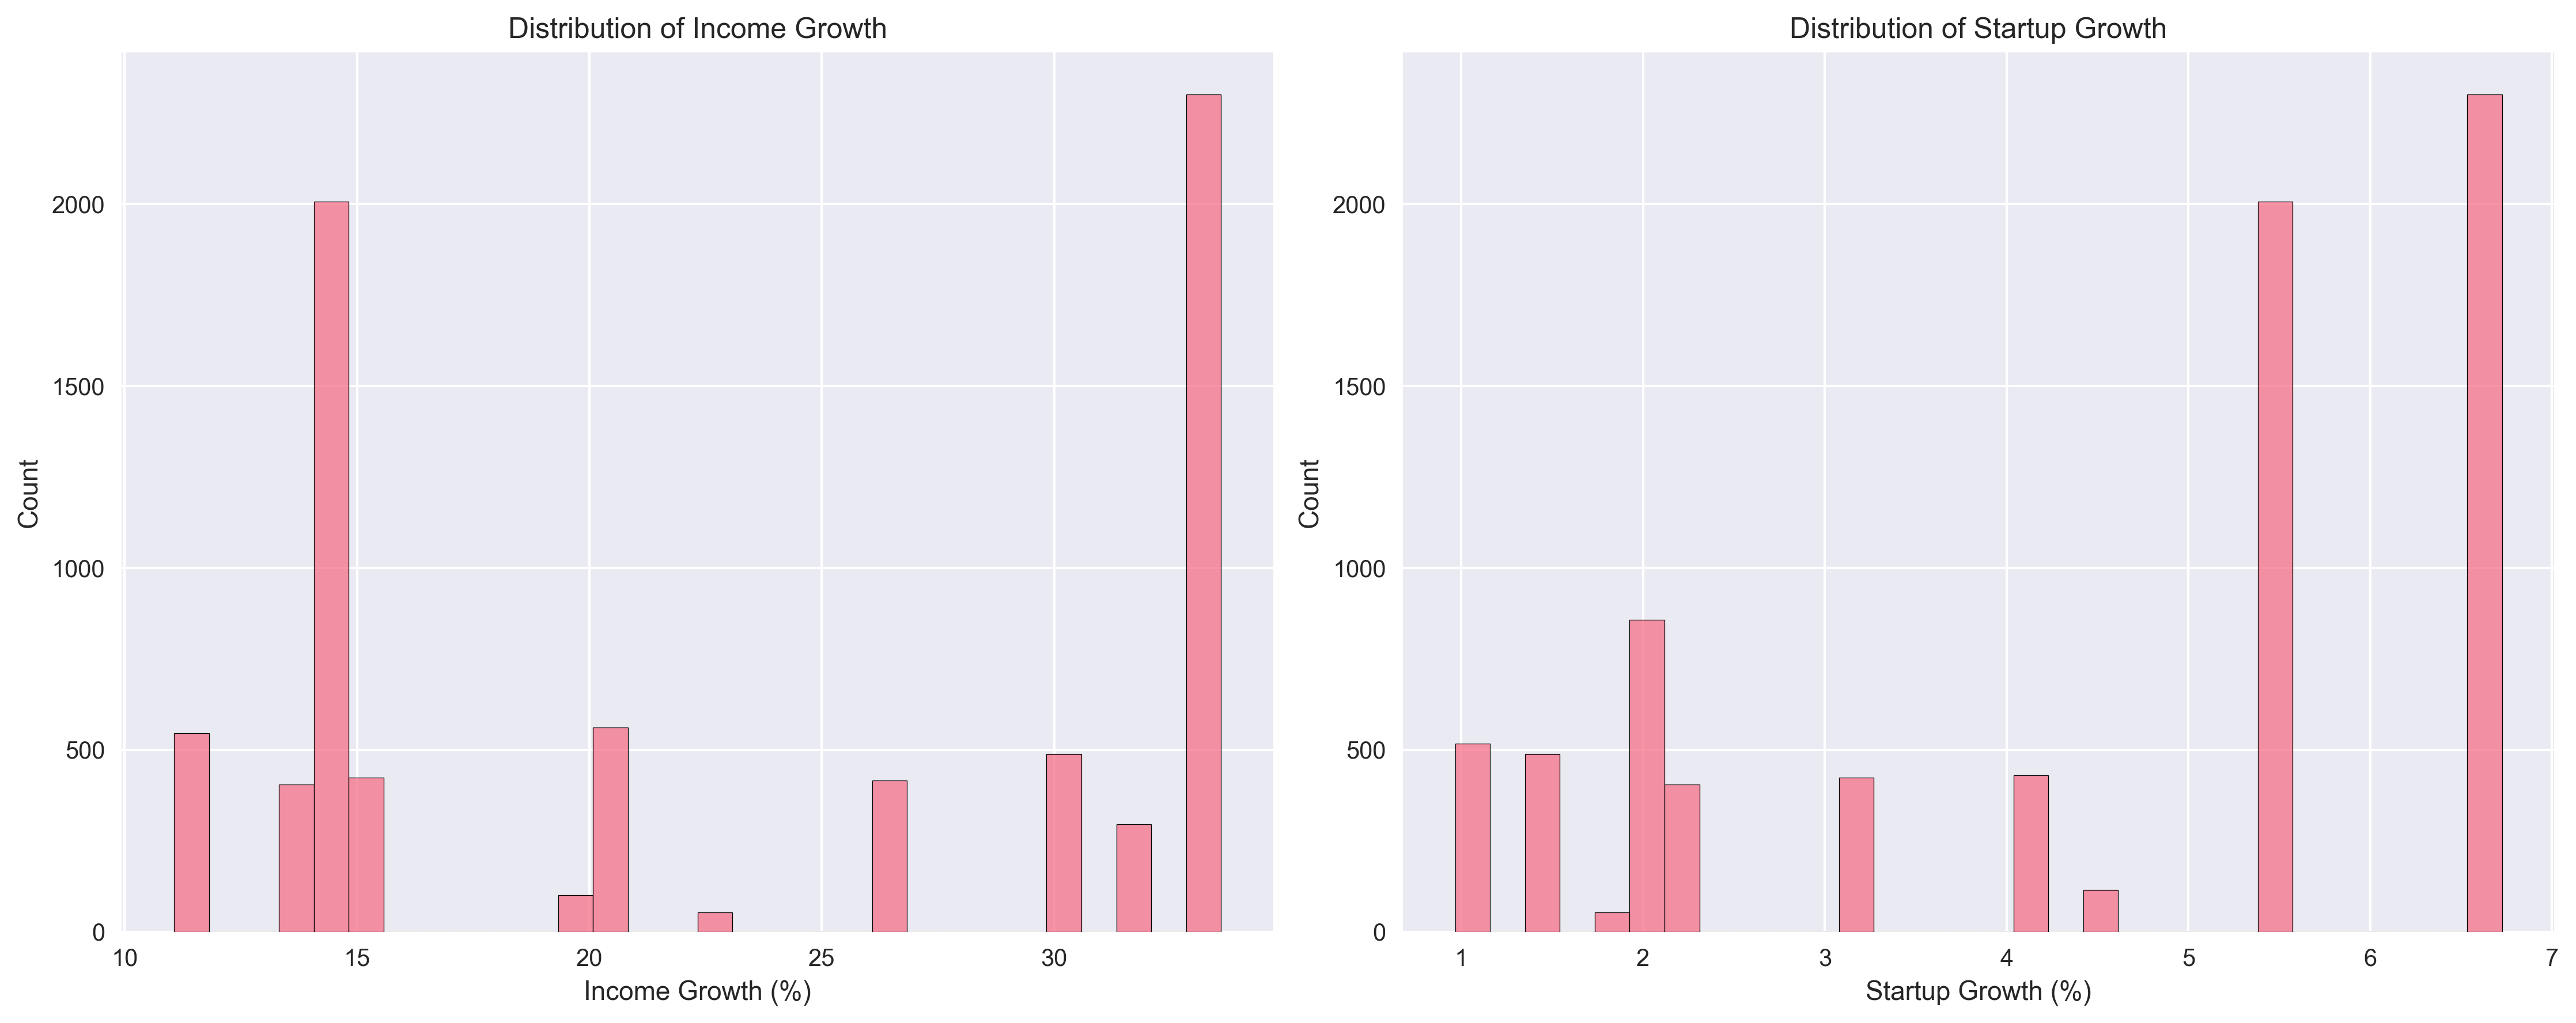 Distribution of Income Growth
Count
2000
1500
1000
500
0
10 15 20 25 30
Income Growth (%)
Distribution of Startup Growth
Count
2000
1500
1000
500
0
1 2 3 4 5 6 7
Startup Growth (%)